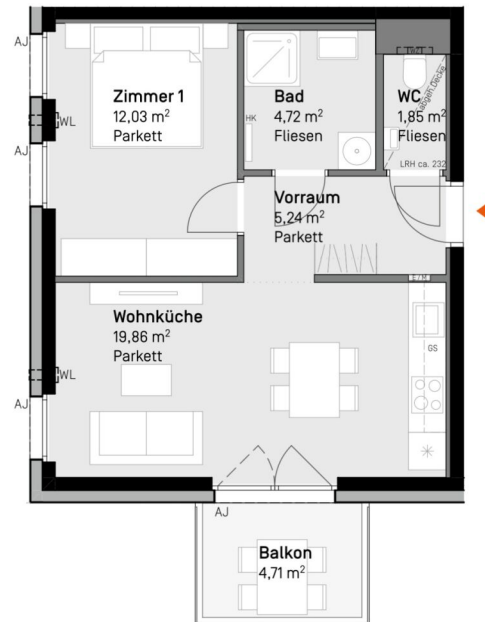 AJ
Zimmer 1
12,03 m²
Parkett
WL
AJ
Bad
4,72 m²
Fliesen
HK
WC
1,85 m²
Fliesen
abgeh. Decke
LRH ca. 232
Vorraum
5,24 m²
Parkett
E/M
Wohnküche
19,86 m²
Parkett
GS
WL
AJ
AJ
Balkon
4,71 m²